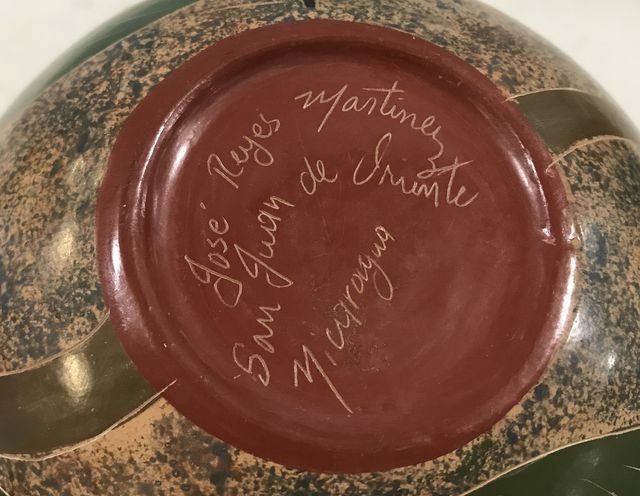 José Reyes Martinez
San Juan de Oriente
Nicaragua